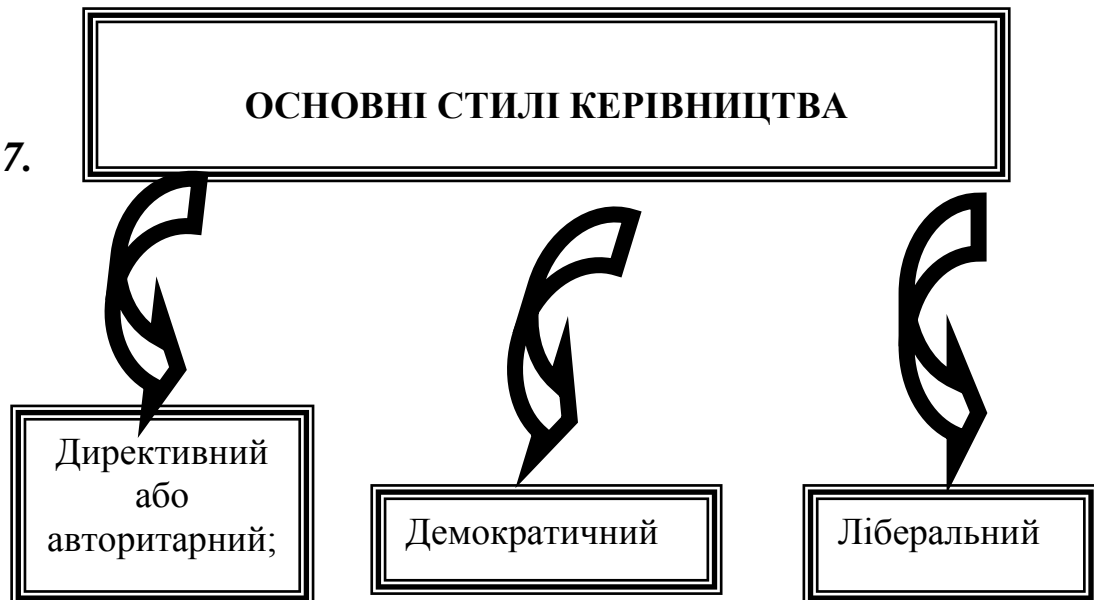 ОСНОВНІ СТИЛІ КЕРІВНИЦТВА
7.
Директивний
або
авторитарний;
Демократичний
Ліберальний